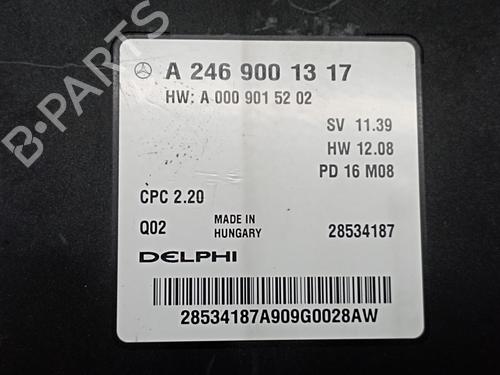 A 246 900 13 17
HW: A 000 901 52 02
SV 11.39
HW 12.08
PD 16 M08
CPC 2.20
Q02
MADE IN
HUNGARY
28534187
DELPHI
28534187A909G0028AW
B-PARTS